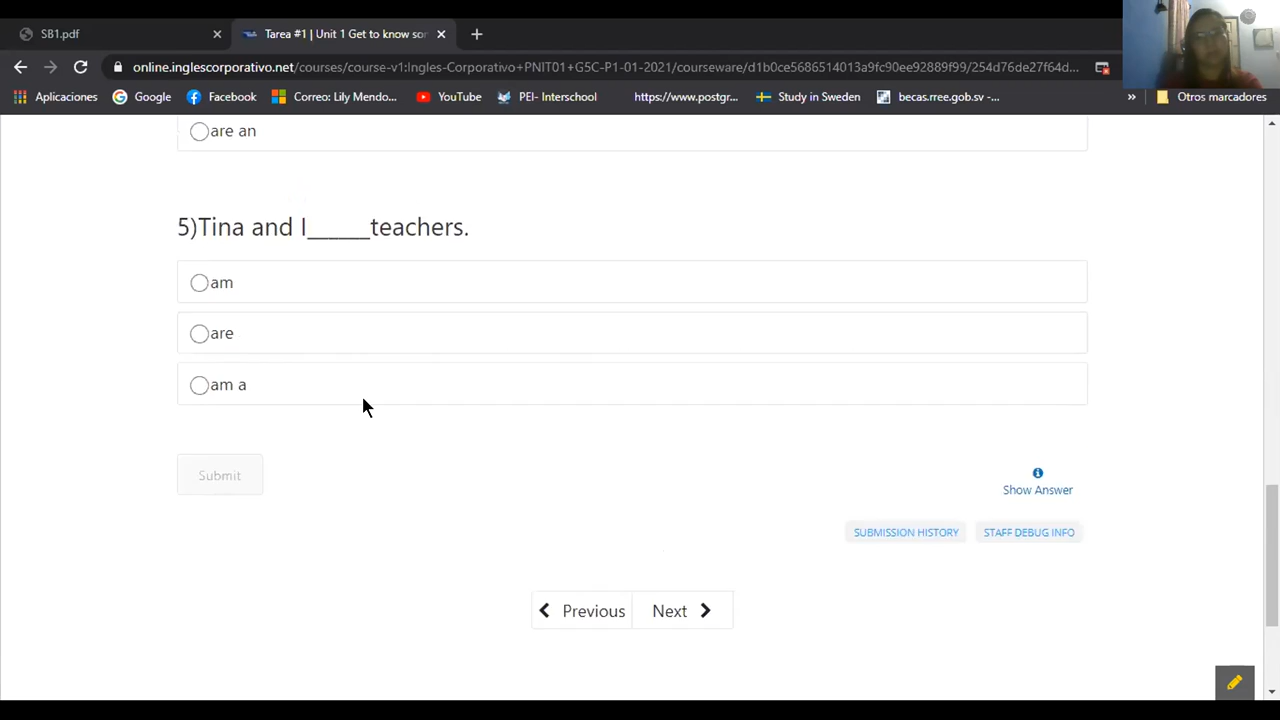 SB1.pdf
Tarea #1 | Unit 1 Get to know sor
online.inglescorporativo.net/courses/course-v1:Ingles-Corporativo+PNIT01+G5C-P1-01-2021/courseware/d1b0ce5686514013a9fc90ee92889f99/254d76de27f64d...
Aplicaciones
Google
Facebook
Correo: Lily Mendo...
YouTube
PEI- Interschool
https://www.postgr...
Study in Sweden
becas.rree.gob.sv -...
»
Otros marcadores
are an
5)Tina and I______teachers.
am
are
am a
Submit
Show Answer
SUBMISSION HISTORY
STAFF DEBUG INFO
Previous
Next